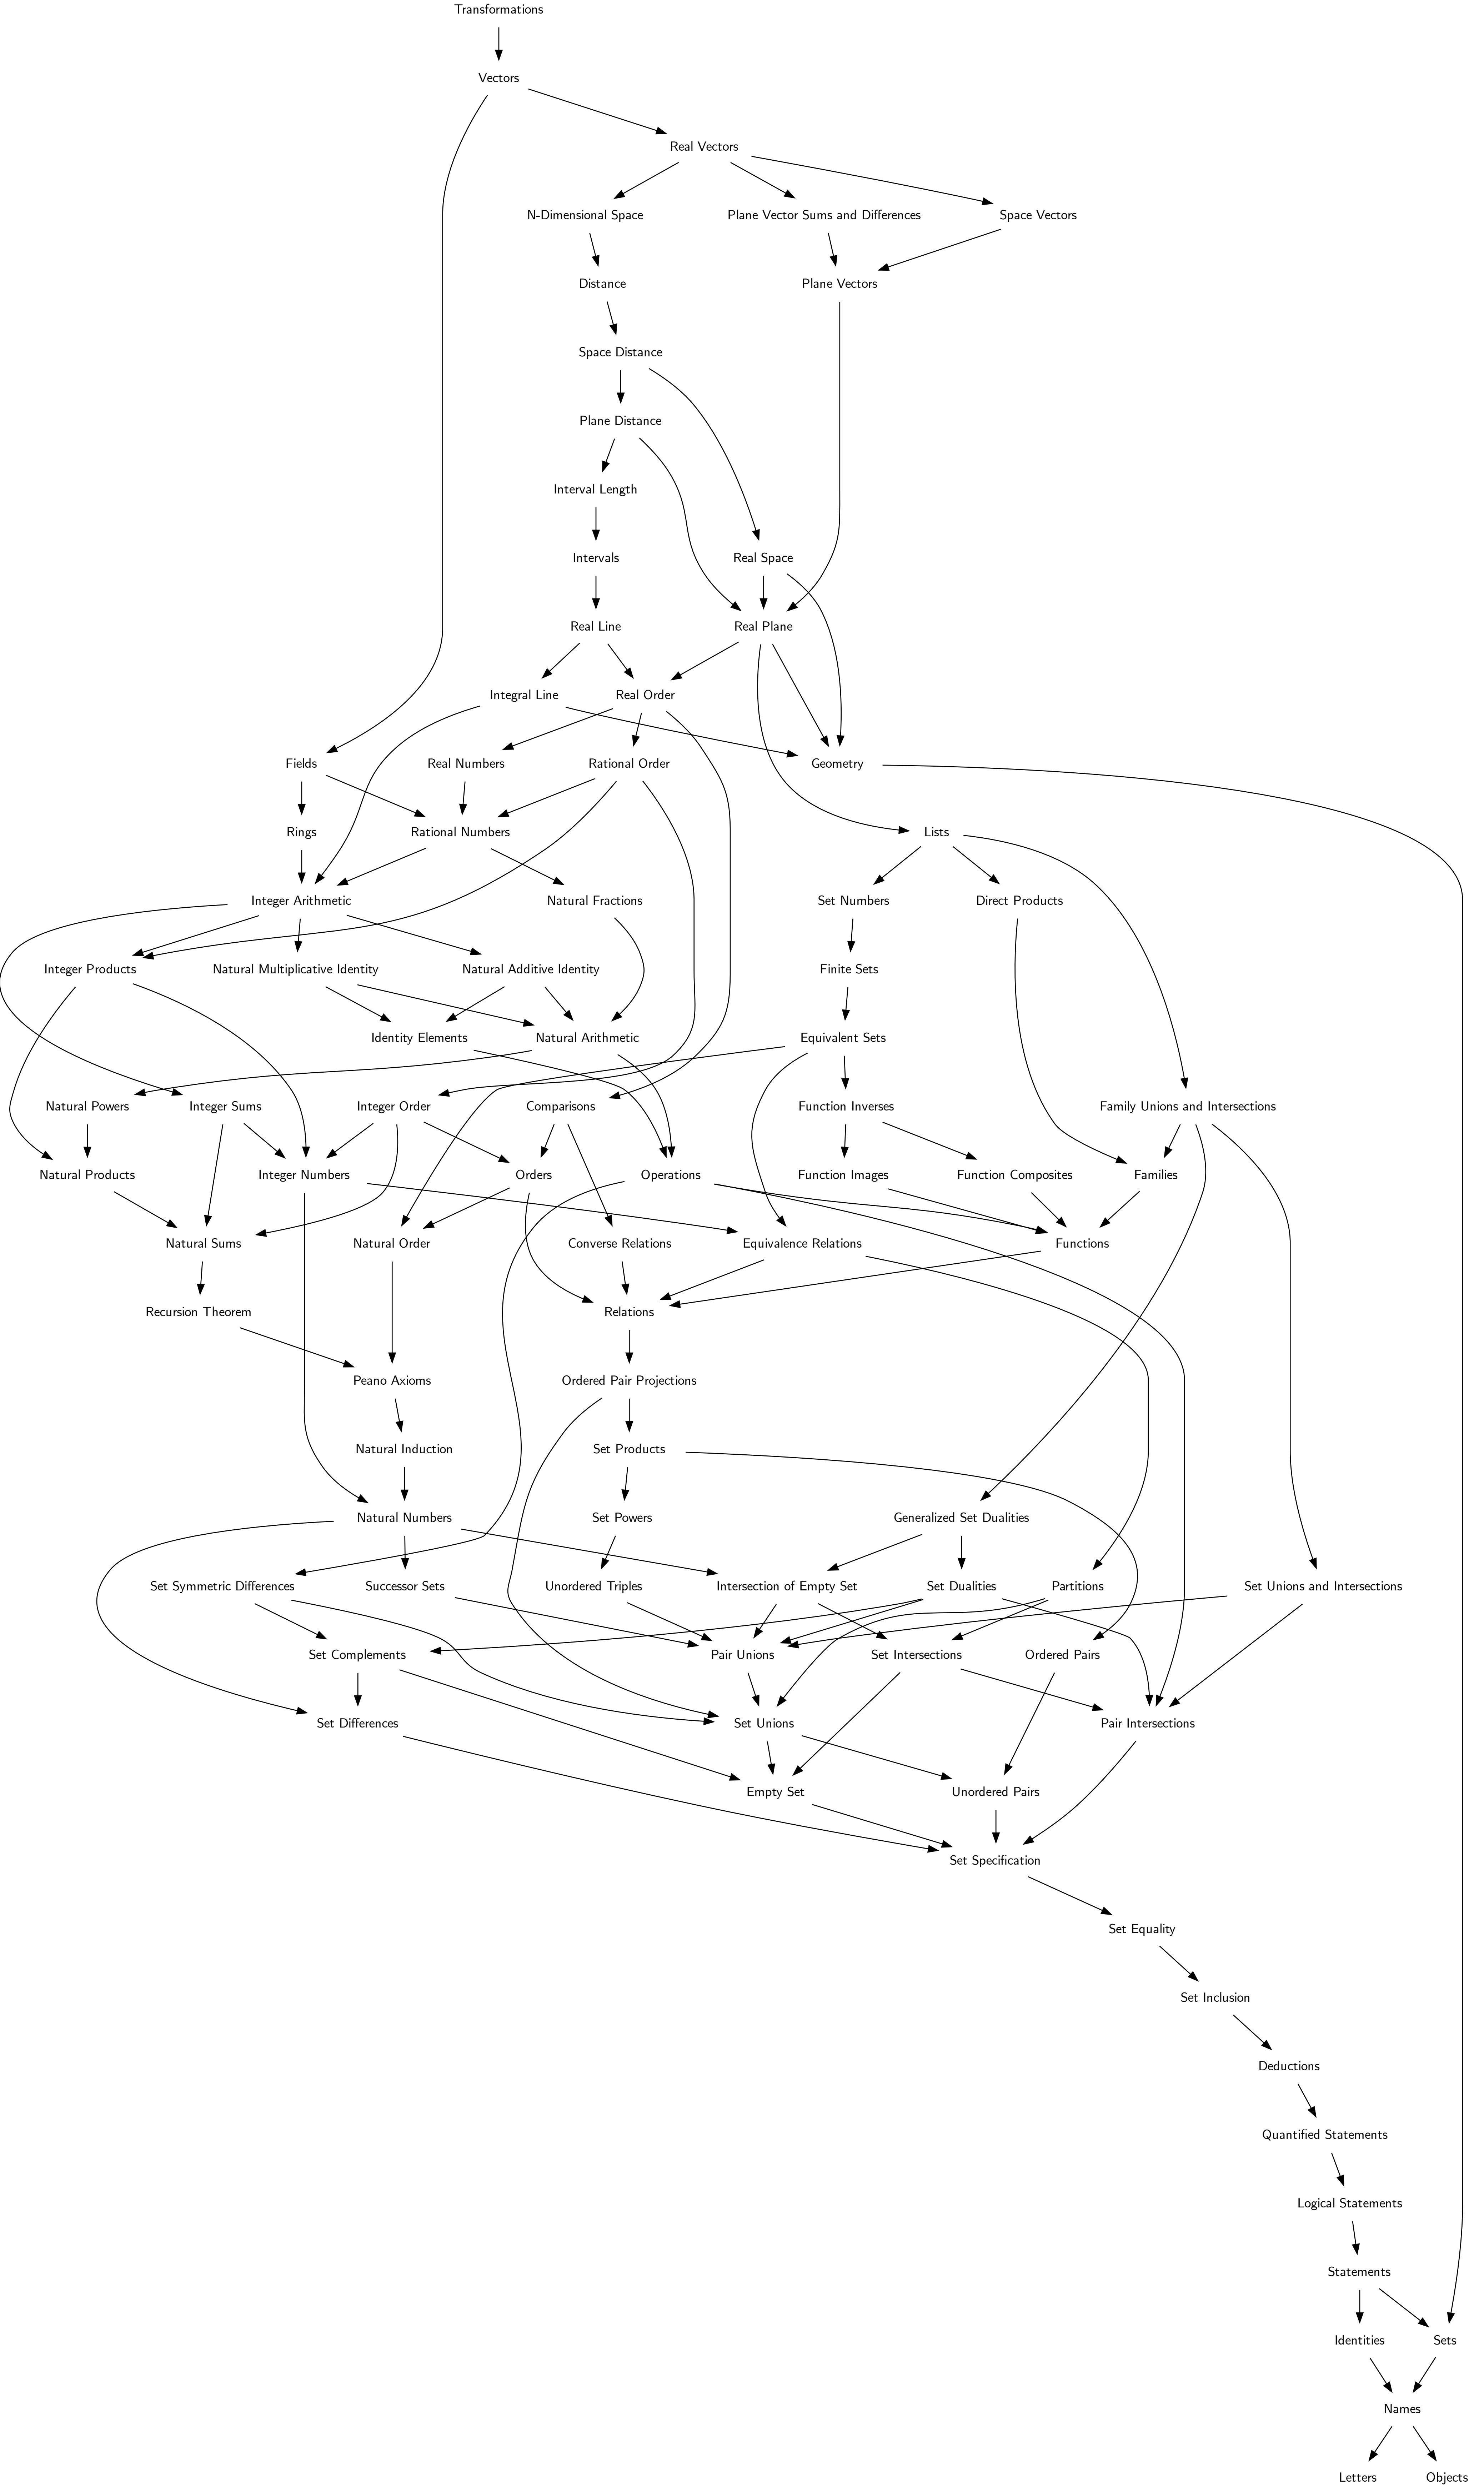 Transformations
Vectors
Real Vectors
N-Dimensional Space
Plane Vector Sums and Differences
Space Vectors
Distance
Plane Vectors
Space Distance
Plane Distance
Interval Length
Intervals
Real Space
Real Line
Real Plane
Integral Line
Real Order
Fields
Real Numbers
Rational Order
Geometry
Rings
Rational Numbers
Lists
Integer Arithmetic
Natural Fractions
Set Numbers
Direct Products
Integer Products
Natural Multiplicative Identity
Natural Additive Identity
Finite Sets
Identity Elements
Natural Arithmetic
Equivalent Sets
Natural Powers
Integer Sums
Integer Order
Comparisons
Function Inverses
Family Unions and Intersections
Natural Products
Integer Numbers
Orders
Operations
Function Images
Function Composites
Families
Natural Sums
Natural Order
Converse Relations
Equivalence Relations
Functions
Recursion Theorem
Relations
Peano Axioms
Ordered Pair Projections
Natural Induction
Set Products
Natural Numbers
Set Powers
Generalized Set Dualities
Set Symmetric Differences
Successor Sets
Unordered Triples
Intersection of Empty Set
Set Dualities
Partitions
Set Unions and Intersections
Set Complements
Pair Unions
Set Intersections
Ordered Pairs
Set Differences
Set Unions
Pair Intersections
Empty Set
Unordered Pairs
Set Specification
Set Equality
Set Inclusion
Deductions
Quantified Statements
Logical Statements
Statements
Identities
Sets
Names
Letters
Objects